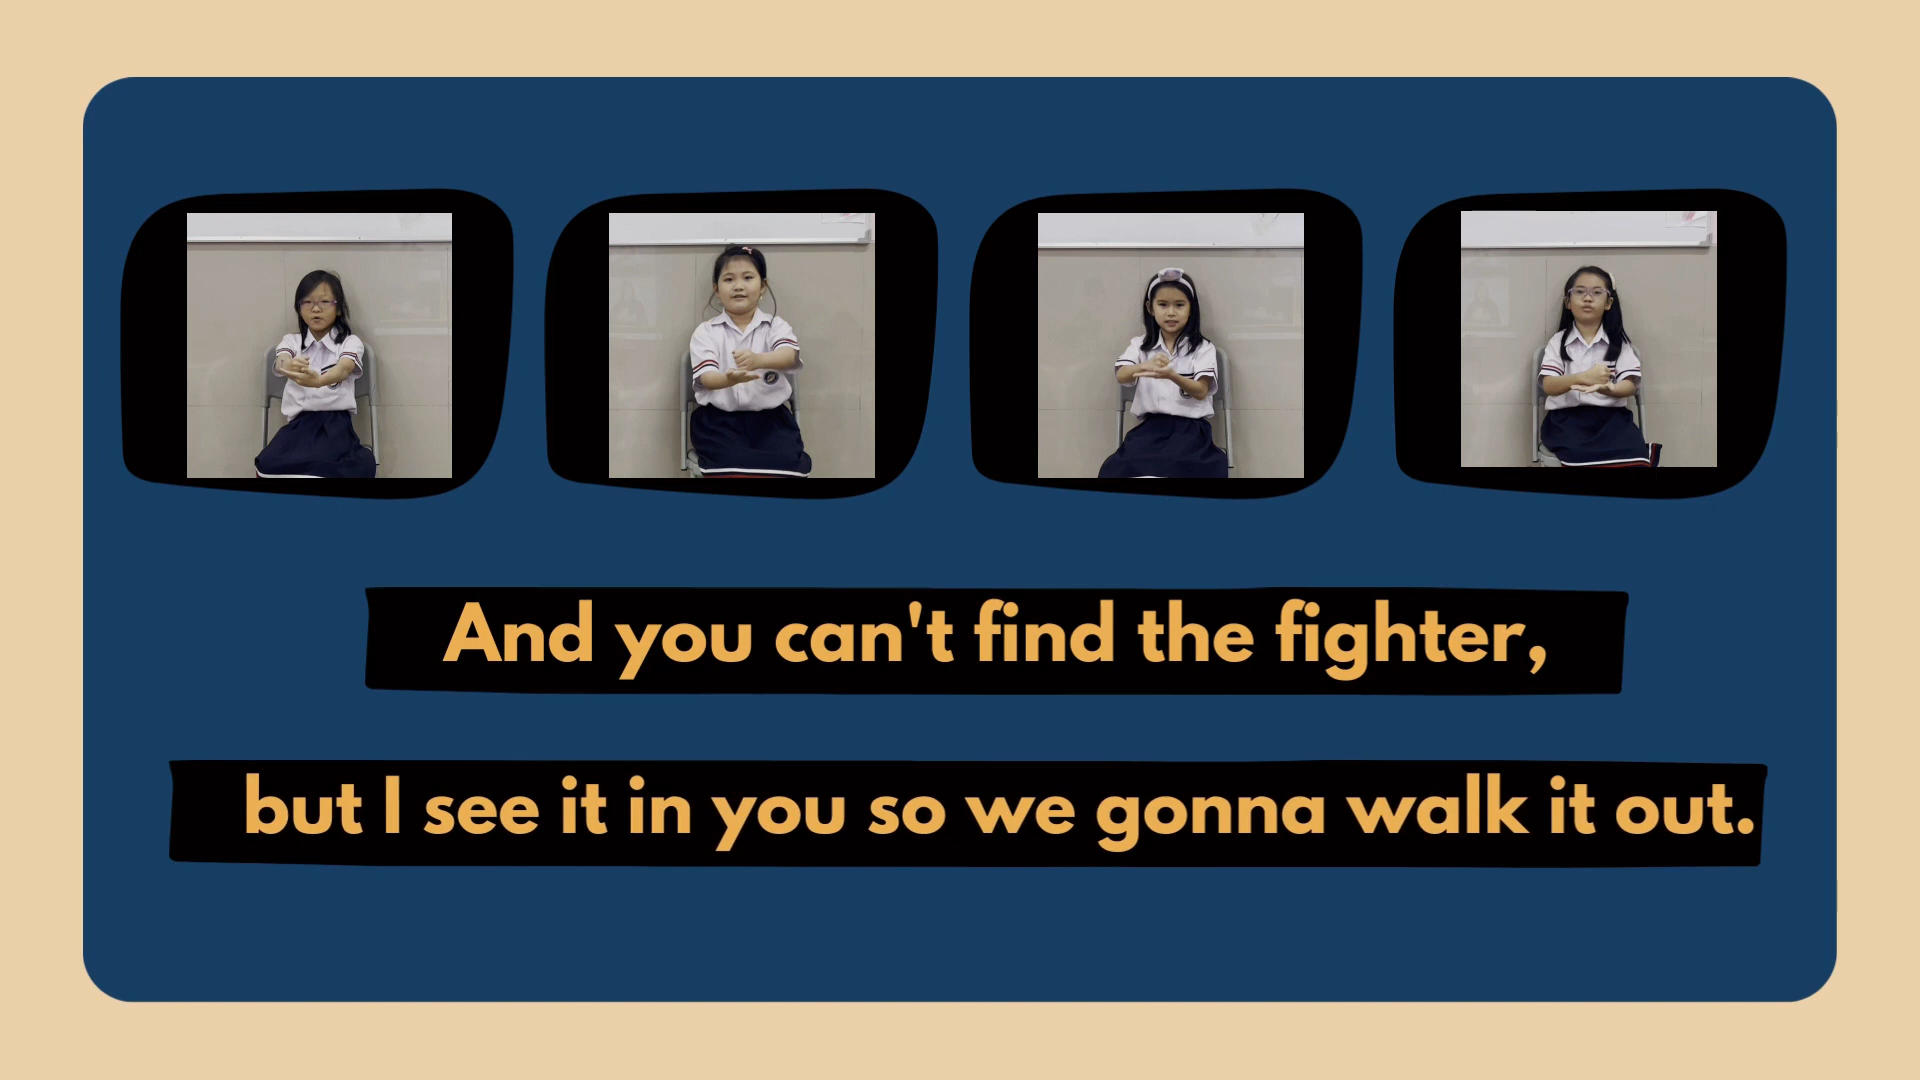 And you can't find the fighter,
but I see it in you so we gonna walk it out.